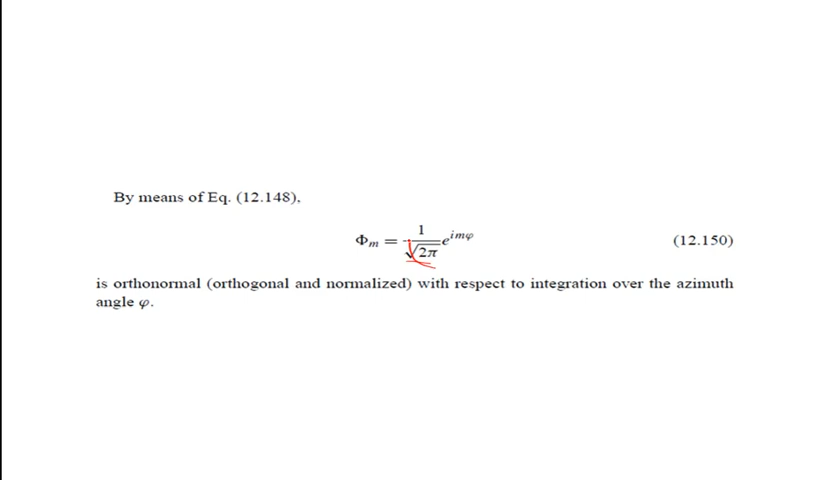 By means of Eq. (12.148),
Φₘ = 1/√2π e^{imφ} (12.150)
is orthonormal (orthogonal and normalized) with respect to integration over the azimuth
angle φ.